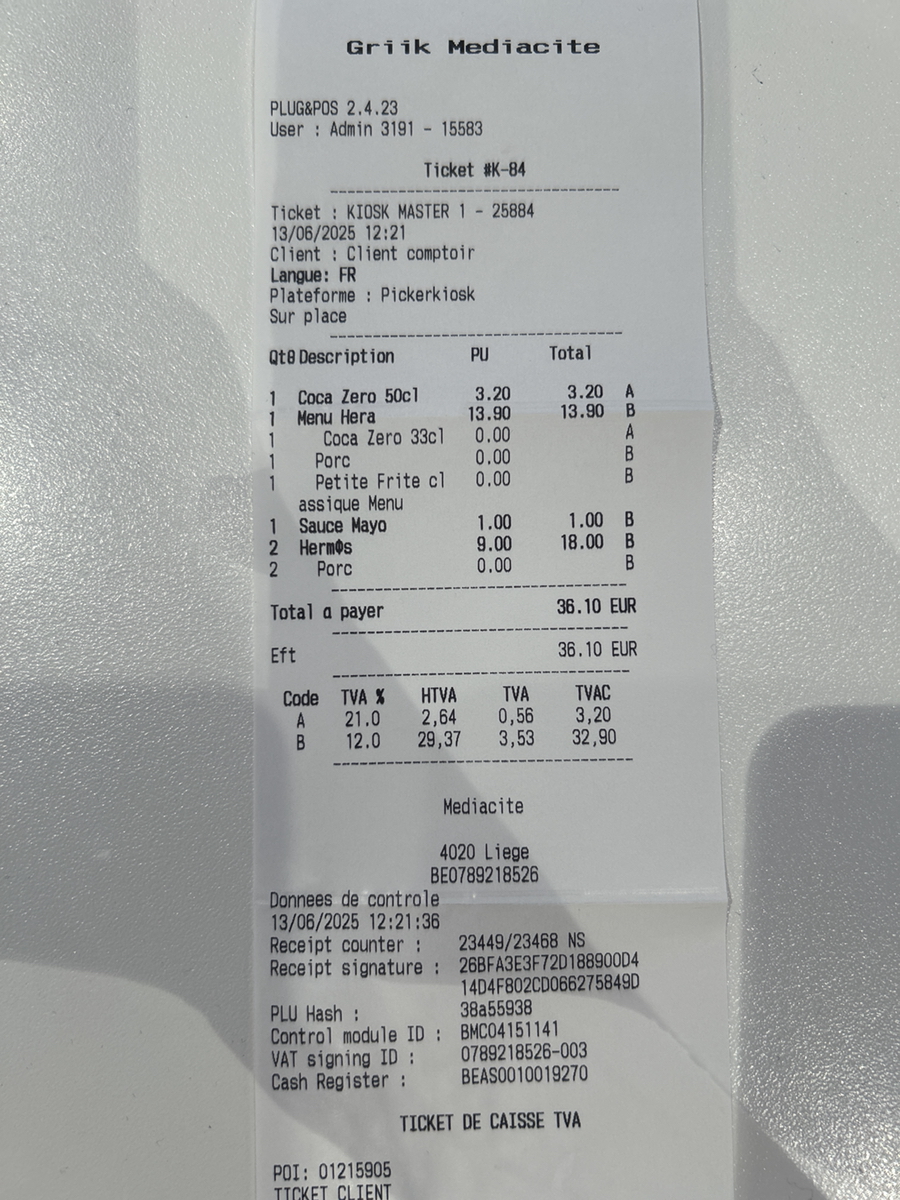 Griik Mediacite
PLUG&POS 2.4.23
User : Admin 3191 - 15583
Ticket #K-84
Ticket : KIOSK MASTER 1 - 25884
13/06/2025 12:21
Client : Client comptoir
Langue: FR
Plateforme : Pickerkiosk
Sur place
Qtθ Description PU Total
1 Coca Zero 50cl 3.20 3.20 A
1 Menu Hera 13.90 13.90 B
1 Coca Zero 33cl 0.00 A
1 Porc 0.00 B
1 Petite Frite cl 0.00 B
assique Menu
1 Sauce Mayo 1.00 1.00 B
2 HermΦs 9.00 18.00 B
2 Porc 0.00 B
Total a payer 36.10 EUR
Eft 36.10 EUR
Code TVA % HTVA TVA TVAC
A 21.0 2,64 0,56 3,20
B 12.0 29,37 3,53 32,90
Mediacite
4020 Liege
BE0789218526
Donnees de controle
13/06/2025 12:21:36
Receipt counter : 23449/23468 NS
Receipt signature : 26BFA3E3F72D188900D4
14D4F802CD066275849D
PLU Hash : 38a55938
Control module ID : BMC04151141
VAT signing ID : 0789218526-003
Cash Register : BEAS0010019270
TICKET DE CAISSE TVA
POI: 01215905
TICKET CLIENT